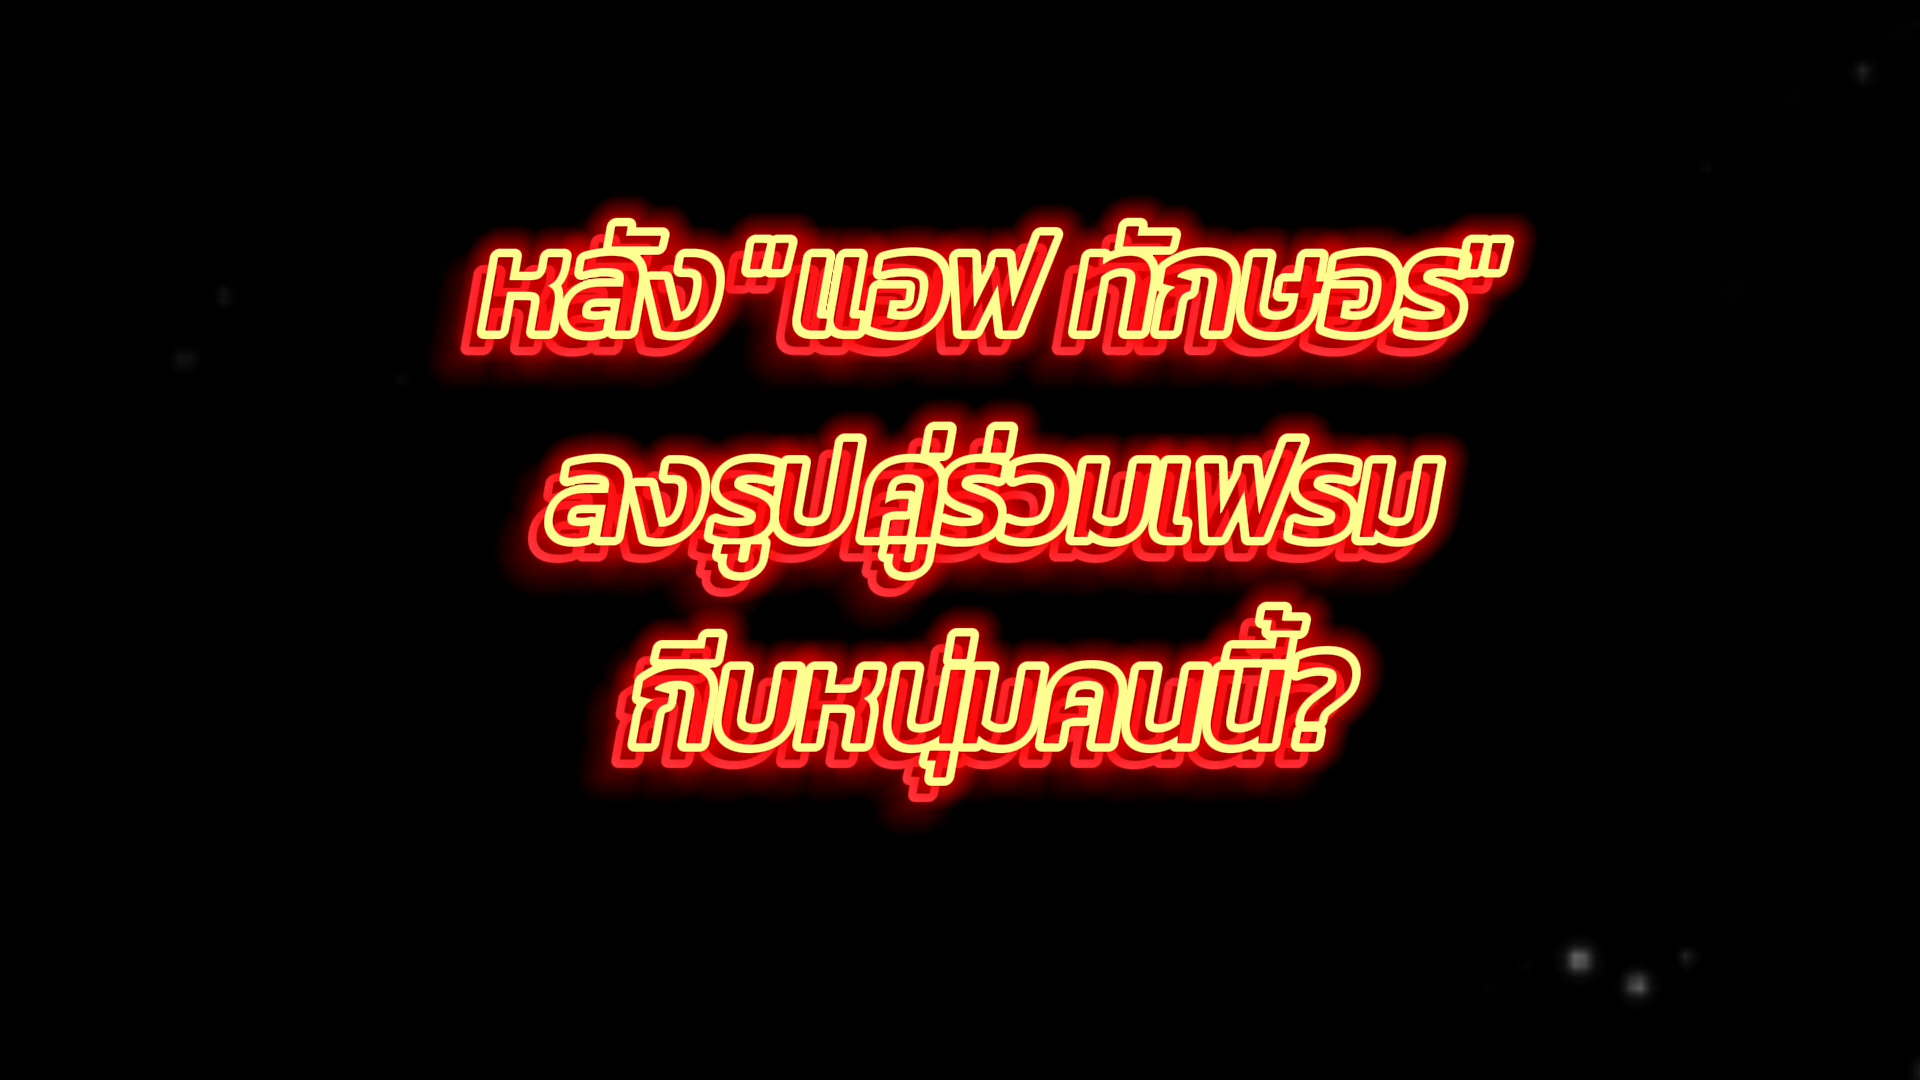 หลัง "แอฟ ทักษอร"
ลงรูปคู่ร่วมเฟรม
กีบหนุ่มคนนี้?